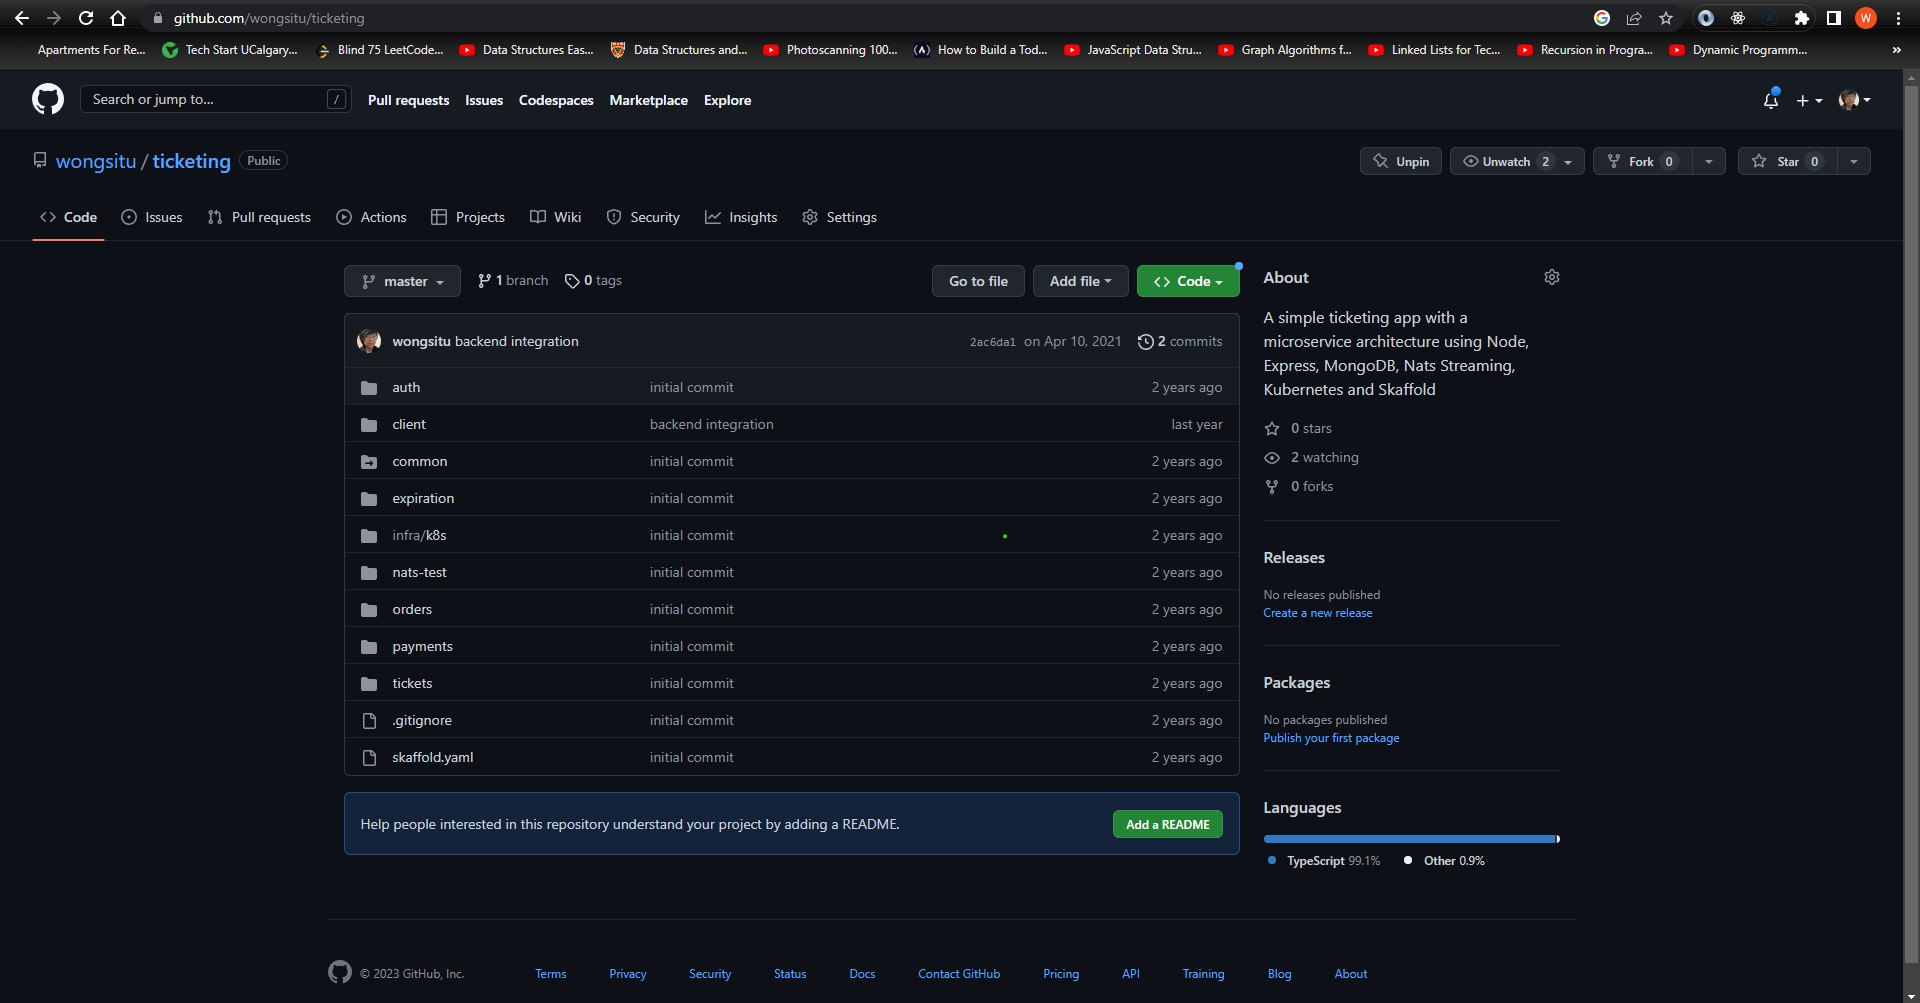 github.com/wongsitu/ticketing
W
Apartments For Re... Tech Start UCalgary... Blind 75 LeetCode... Data Structures Eas... Data Structures and... Photoscanning 100... How to Build a Tod... JavaScript Data Stru... Graph Algorithms f... Linked Lists for Tec... Recursion in Progra... Dynamic Programm... »
Search or jump to... / Pull requests Issues Codespaces Marketplace Explore
wongsitu / ticketing Public Unpin Unwatch 2 Fork 0 Star 0
Code Issues Pull requests Actions Projects Wiki Security Insights Settings
master 1 branch 0 tags Go to file Add file Code
wongsitu backend integration 2ac6da1 on Apr 10, 2021 2 commits
auth initial commit 2 years ago
client backend integration last year
common initial commit 2 years ago
expiration initial commit 2 years ago
infra/k8s initial commit 2 years ago
nats-test initial commit 2 years ago
orders initial commit 2 years ago
payments initial commit 2 years ago
tickets initial commit 2 years ago
.gitignore initial commit 2 years ago
skaffold.yaml initial commit 2 years ago
Help people interested in this repository understand your project by adding a README. Add a README
About
A simple ticketing app with a
microservice architecture using Node,
Express, MongoDB, Nats Streaming,
Kubernetes and Skaffold
0 stars
2 watching
0 forks
Releases
No releases published
Create a new release
Packages
No packages published
Publish your first package
Languages
TypeScript 99.1% Other 0.9%
© 2023 GitHub, Inc. Terms Privacy Security Status Docs Contact GitHub Pricing API Training Blog About